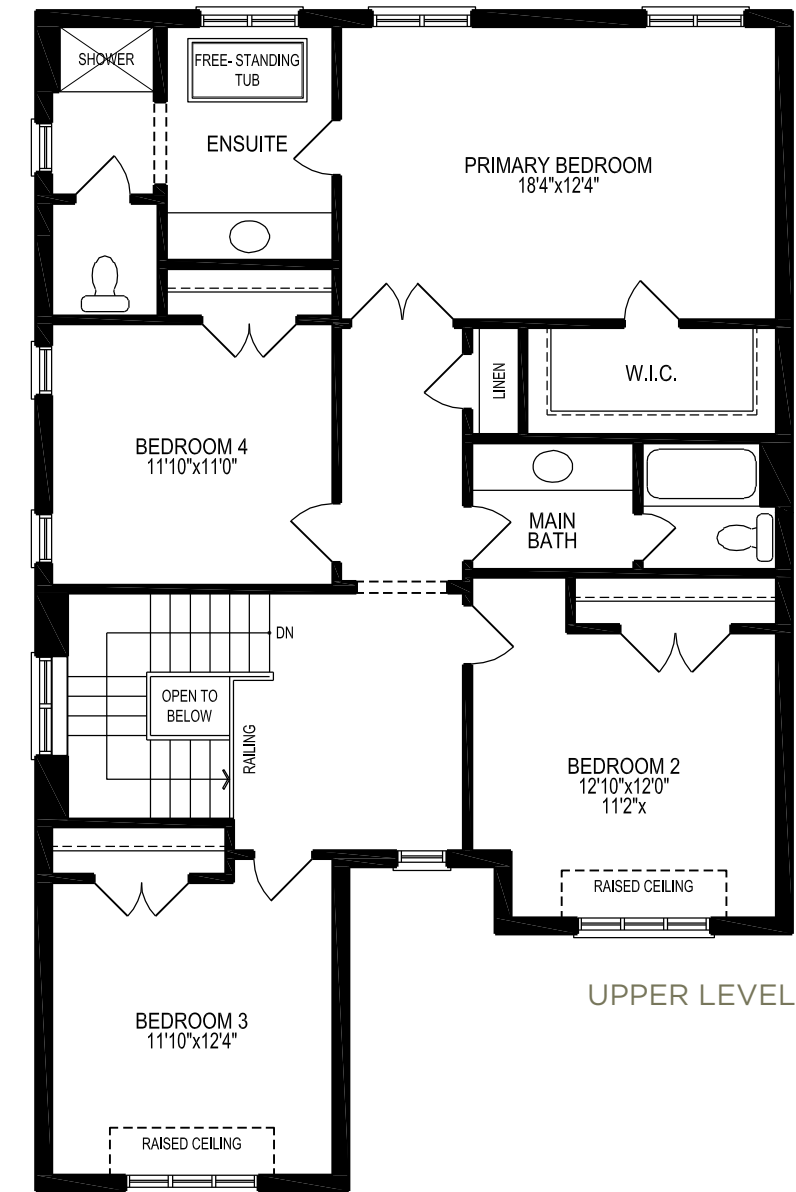 SHOWER
FREE- STANDING
TUB
ENSUITE
PRIMARY BEDROOM
18'4"x12'4"
LINEN
W.I.C.
BEDROOM 4
11'10"x11'0"
MAIN
BATH
DN
OPEN TO
BELOW
RAILING
BEDROOM 2
12'10"x12'0"
11'2"x
RAISED CEILING
UPPER LEVEL
BEDROOM 3
11'10"x12'4"
RAISED CEILING